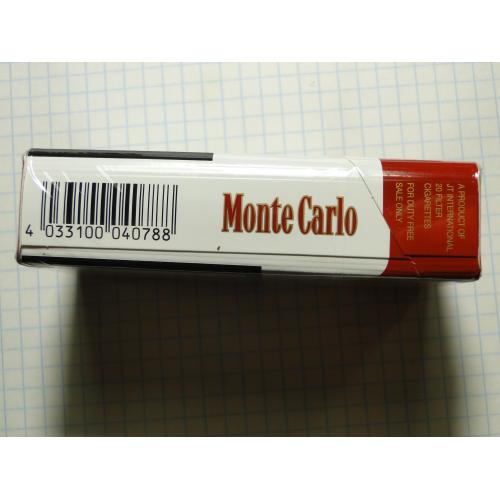 4 033100 040788
Monte Carlo
A PRODUCT OF
JT INTERNATIONAL
20 FILTER
CIGARETTES
FOR DUTY FREE
SALE ONLY